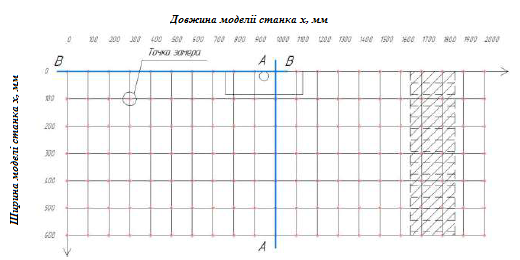 Довжина моделі станка x, мм
0 100 200 300 400 500 600 700 800 900 1000 1100 1200 1300 1400 1500 1600 1700 1800 1900 2000
Точка замера
В А В
0
100
200
300
400
500
600
А
Ширина моделі станка x, мм